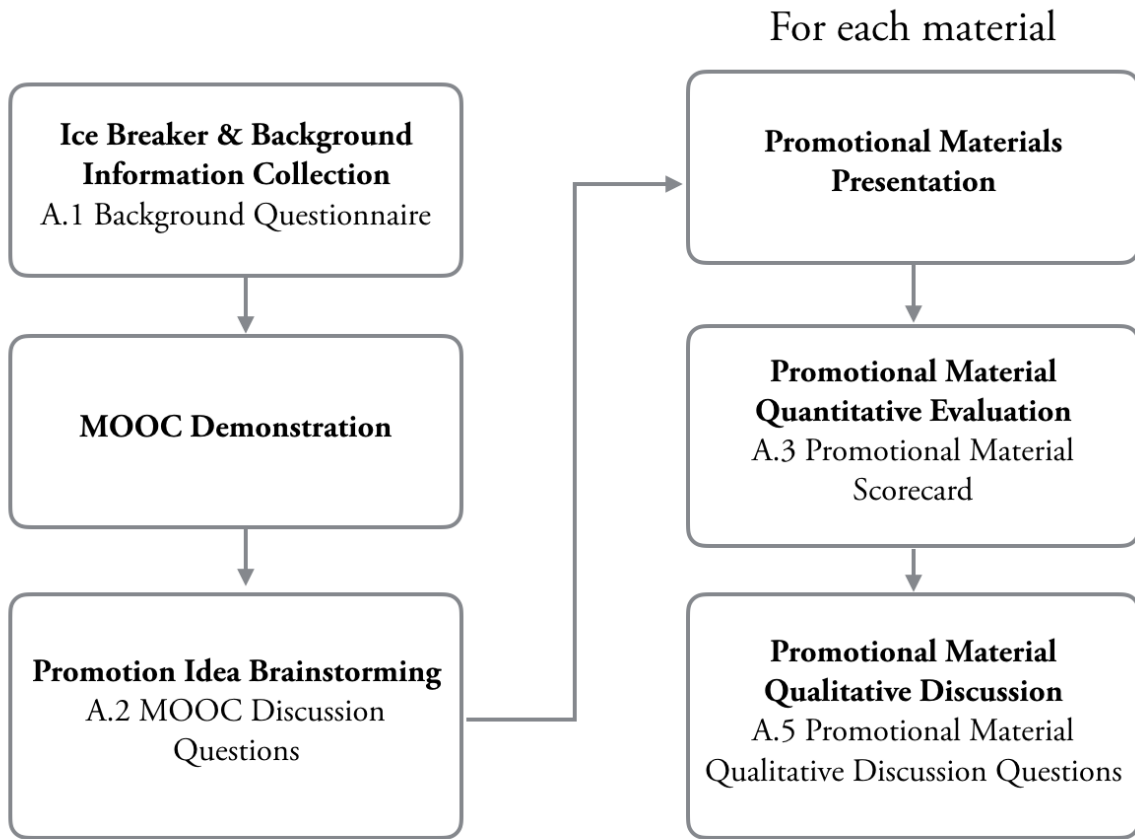 Ice Breaker & Background
Information Collection
A.1 Background Questionnaire
MOOC Demonstration
Promotion Idea Brainstorming
A.2 MOOC Discussion
Questions
For each material
Promotional Materials
Presentation
Promotional Material
Quantitative Evaluation
A.3 Promotional Material
Scorecard
Promotional Material
Qualitative Discussion
A.5 Promotional Material
Qualitative Discussion Questions